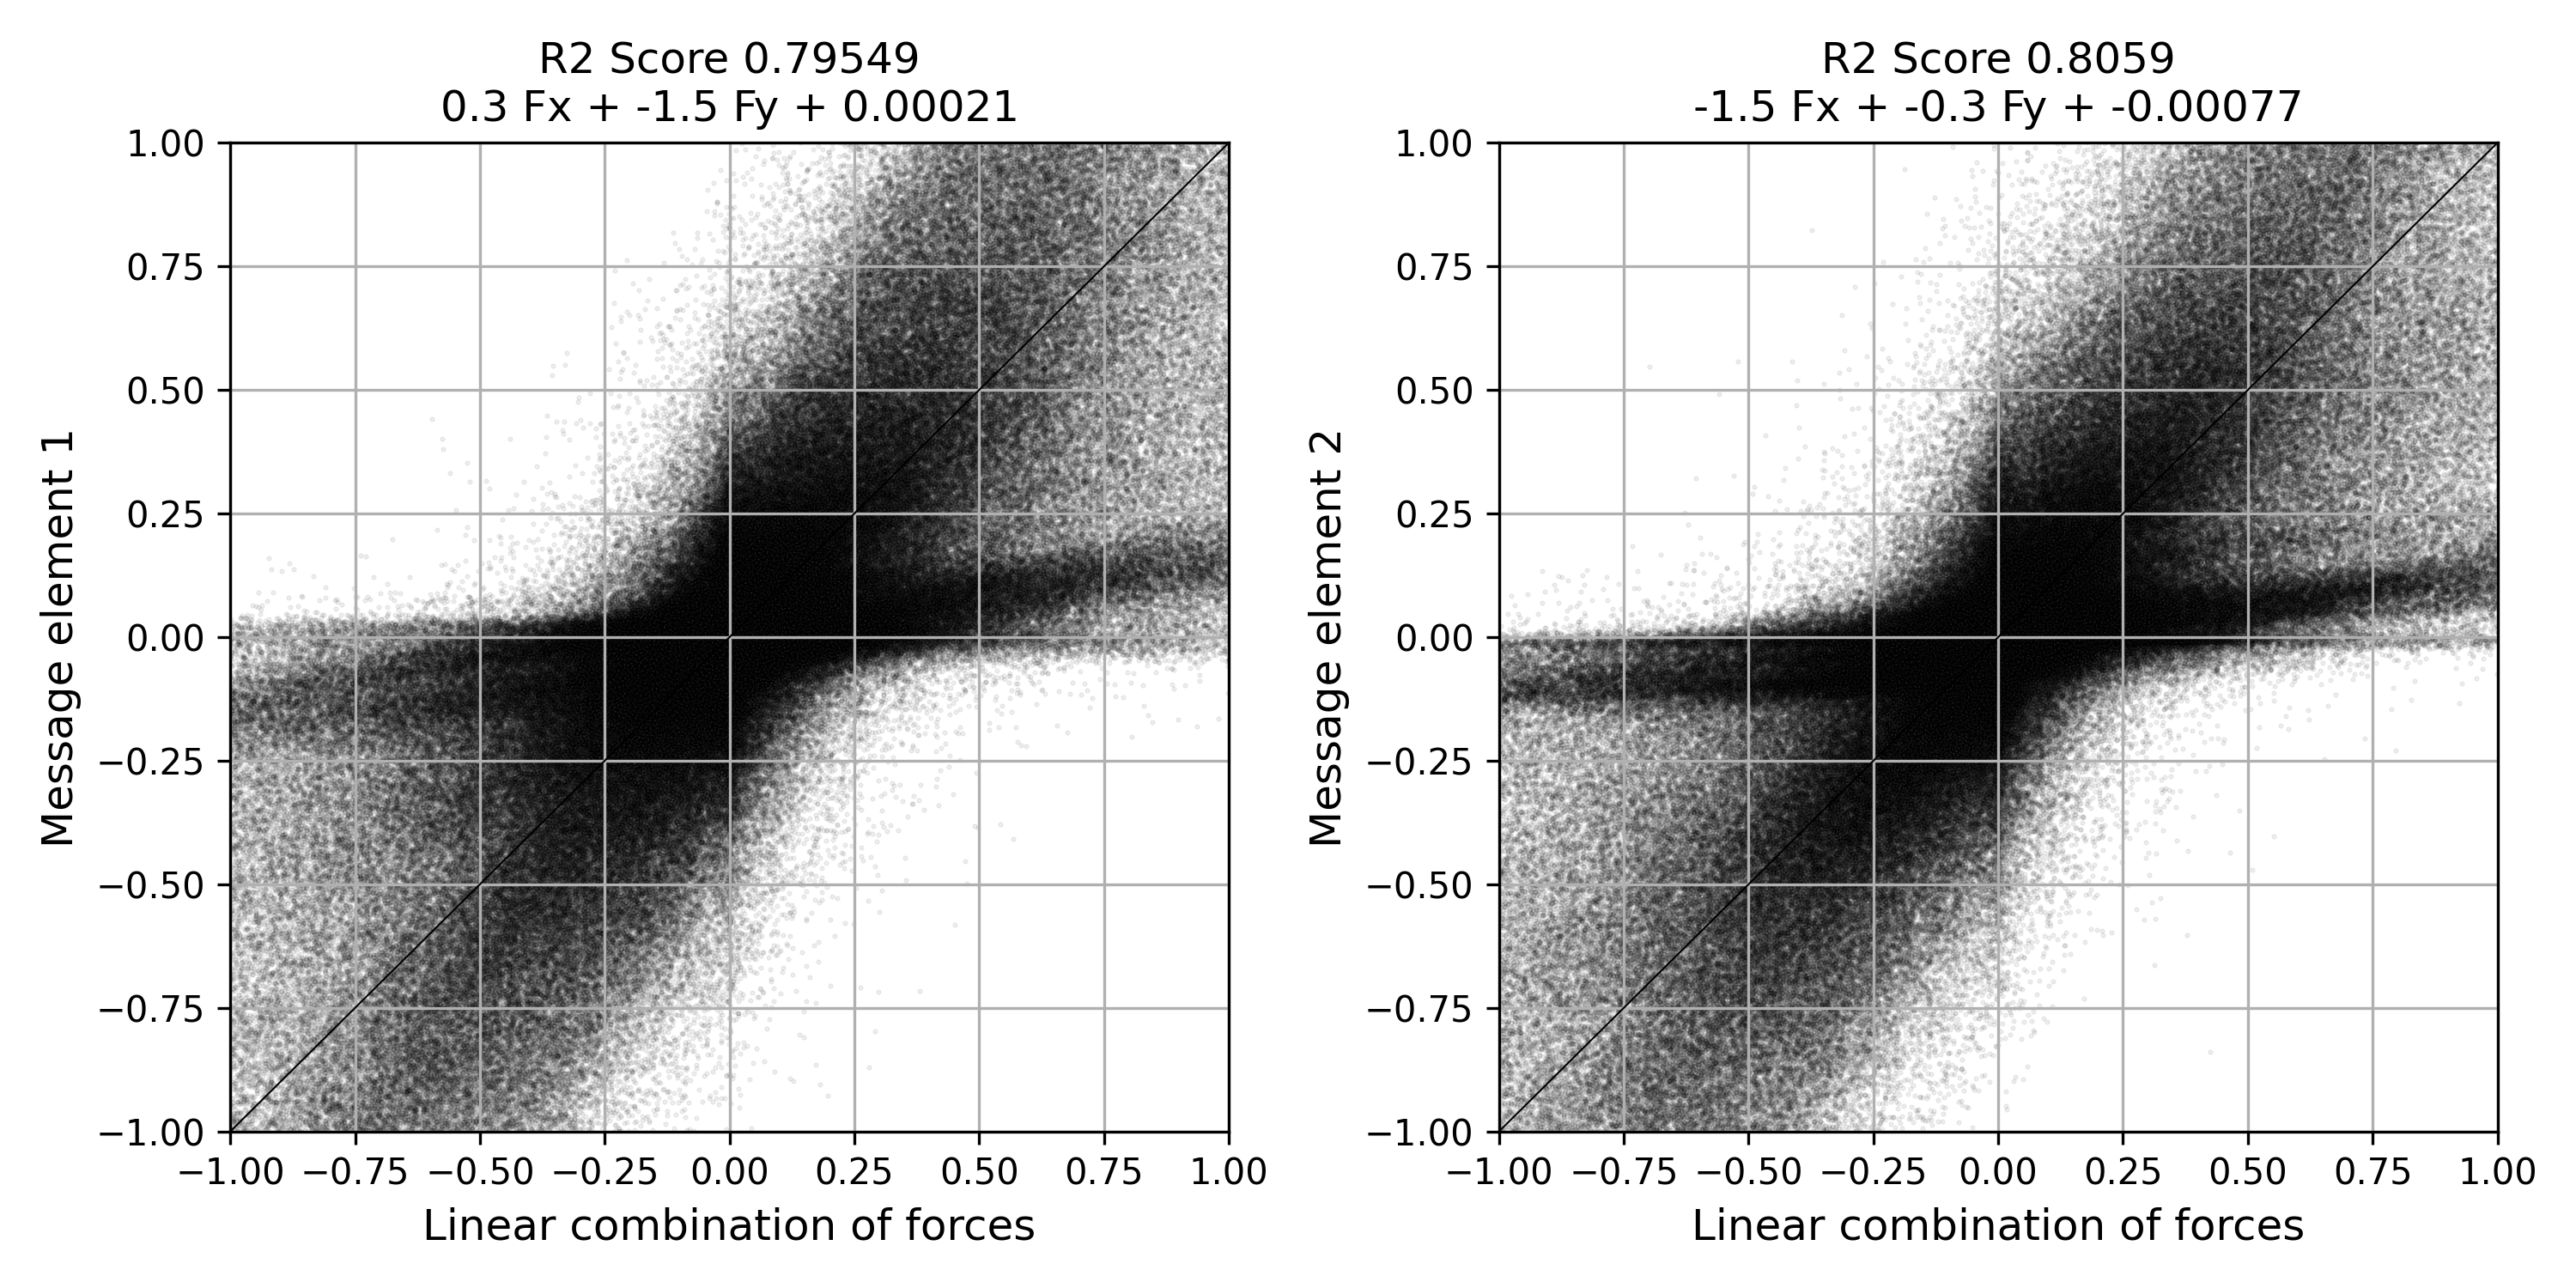 R2 Score 0.79549
0.3 Fx + -1.5 Fy + 0.00021
1.00
0.75
0.50
0.25
0.00
−0.25
−0.50
−0.75
−1.00
Message element 1
−1.00 −0.75 −0.50 −0.25 0.00 0.25 0.50 0.75 1.00
Linear combination of forces
R2 Score 0.8059
-1.5 Fx + -0.3 Fy + -0.00077
1.00
0.75
0.50
0.25
0.00
−0.25
−0.50
−0.75
−1.00
Message element 2
−1.00 −0.75 −0.50 −0.25 0.00 0.25 0.50 0.75 1.00
Linear combination of forces